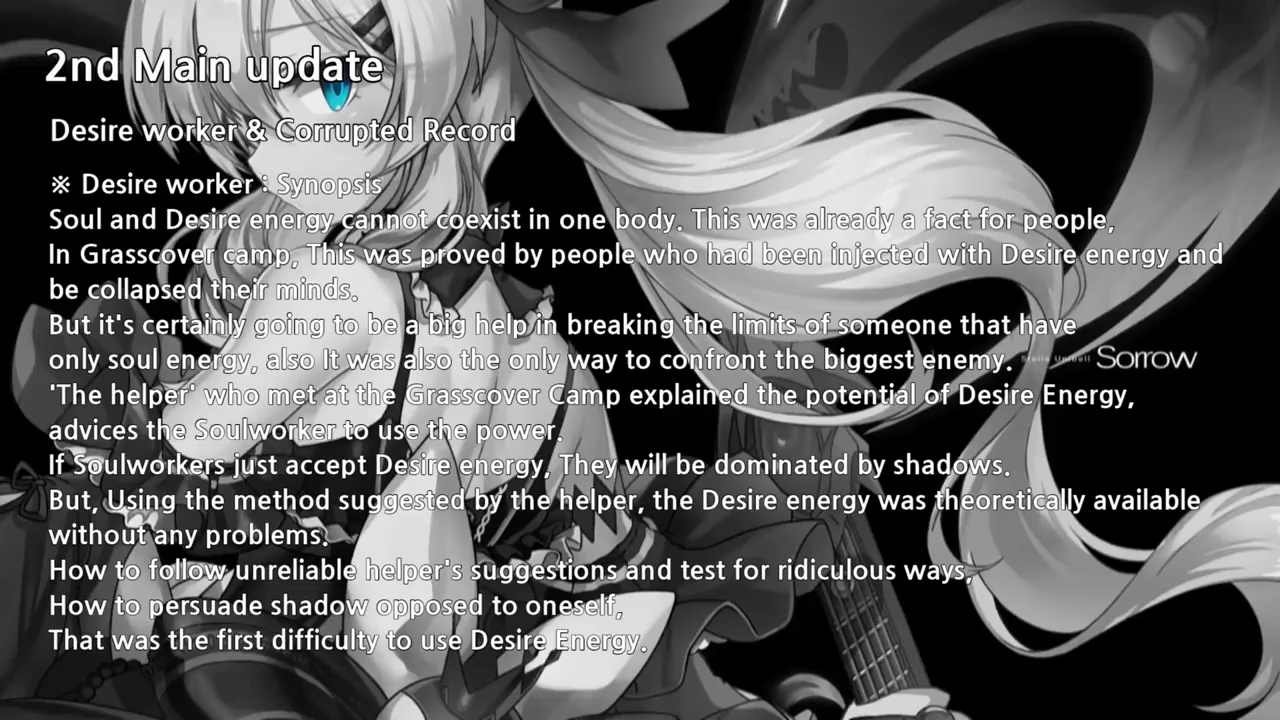 2nd Main update
Desire worker & Corrupted Record
※ Desire worker : Synopsis
Soul and Desire energy cannot coexist in one body. This was already a fact for people,
In Grasscover camp, This was proved by people who had been injected with Desire energy and
be collapsed their minds.
But it's certainly going to be a big help in breaking the limits of someone that have
only soul energy, also It was also the only way to confront the biggest enemy.
Stella Unibell Sorrow
'The helper' who met at the Grasscover Camp explained the potential of Desire Energy,
advices the Soulworker to use the power.
If Soulworkers just accept Desire energy, They will be dominated by shadows.
But, Using the method suggested by the helper, the Desire energy was theoretically available
without any problems.
How to follow unreliable helper's suggestions and test for ridiculous ways,
How to persuade shadow opposed to oneself,
That was the first difficulty to use Desire Energy.